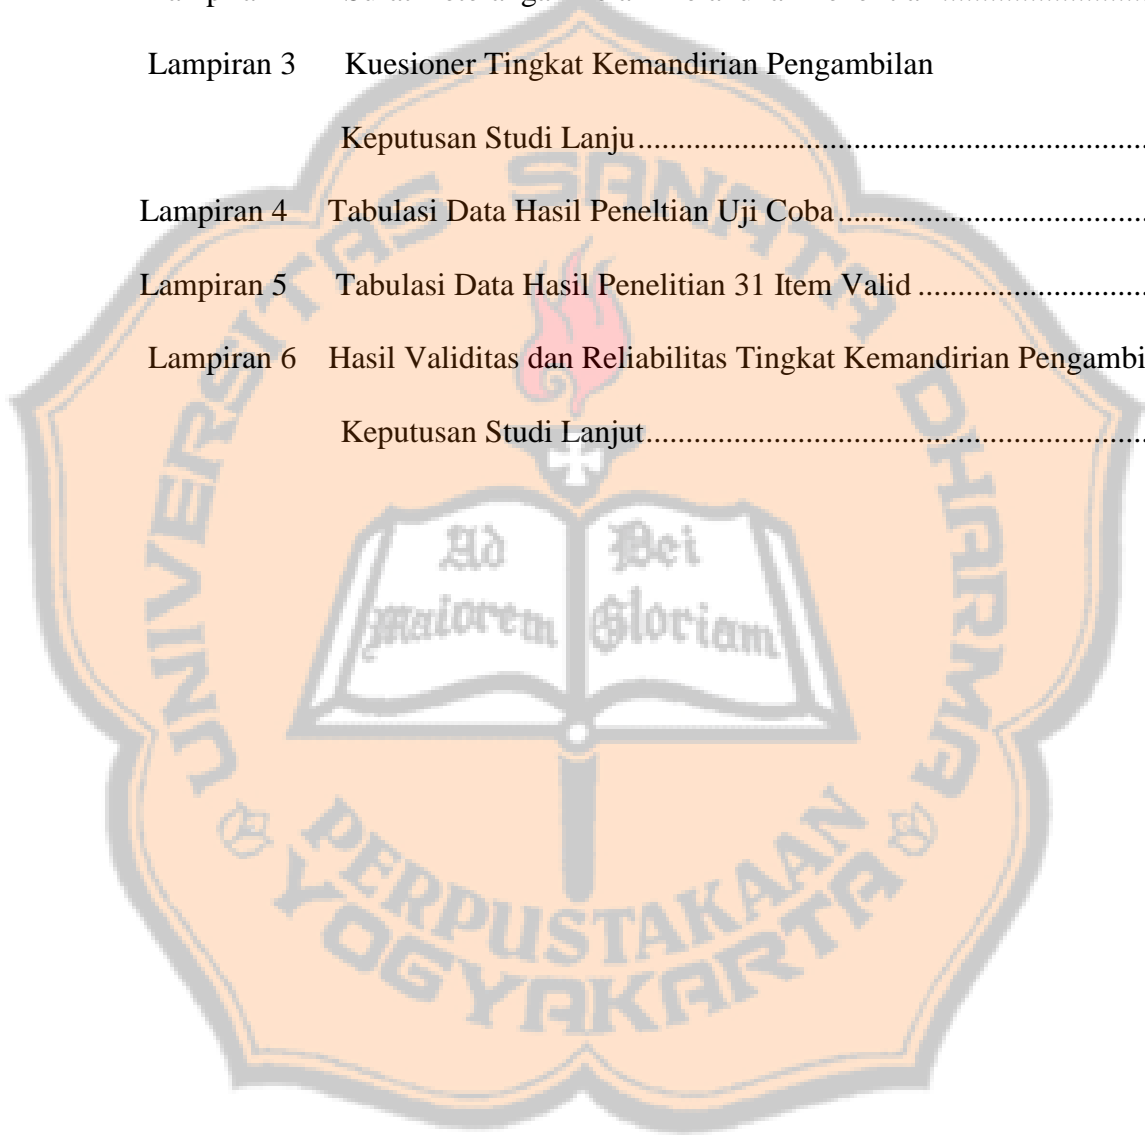 Lampiran 3 Kuesioner Tingkat Kemandirian Pengambilan
Keputusan Studi Lanju........................................................
Lampiran 4 Tabulasi Data Hasil Peneltian Uji Coba.......................................
Lampiran 5 Tabulasi Data Hasil Penelitian 31 Item Valid .............................
Lampiran 6 Hasil Validitas dan Reliabilitas Tingkat Kemandirian
Keputusan Studi Lanjut.......................................................
UNIVERSITAS SANATA DHARMA
Ad Dei
Maiorem Gloriam
PERPUSTAKAAN
YOGYAKARTA